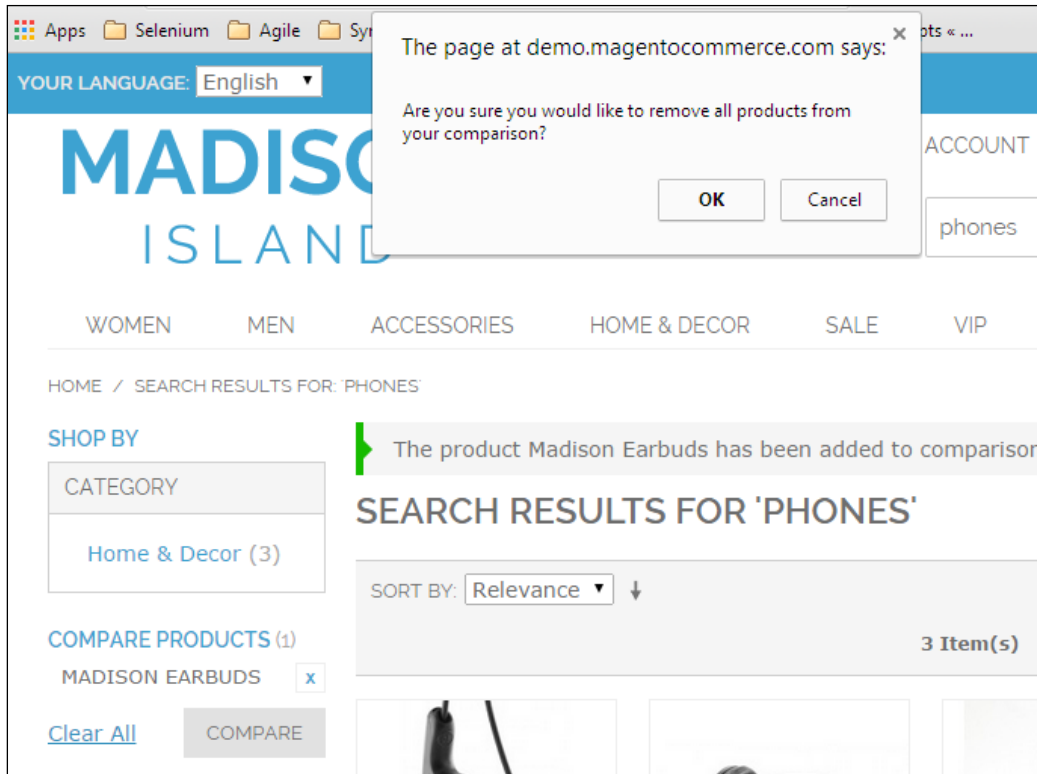 Apps Selenium Agile Syn
pts « ...
The page at demo.magentocommerce.com says:
Are you sure you would like to remove all products from
your comparison?
OK Cancel
YOUR LANGUAGE: English
MADISO
ISLAND
ACCOUNT
phones
WOMEN MEN ACCESSORIES HOME & DECOR SALE VIP
HOME / SEARCH RESULTS FOR: 'PHONES'
SHOP BY
CATEGORY
Home & Decor (3)
COMPARE PRODUCTS (1)
MADISON EARBUDS x
Clear All COMPARE
The product Madison Earbuds has been added to comparison
SEARCH RESULTS FOR 'PHONES'
SORT BY: Relevance
3 Item(s)